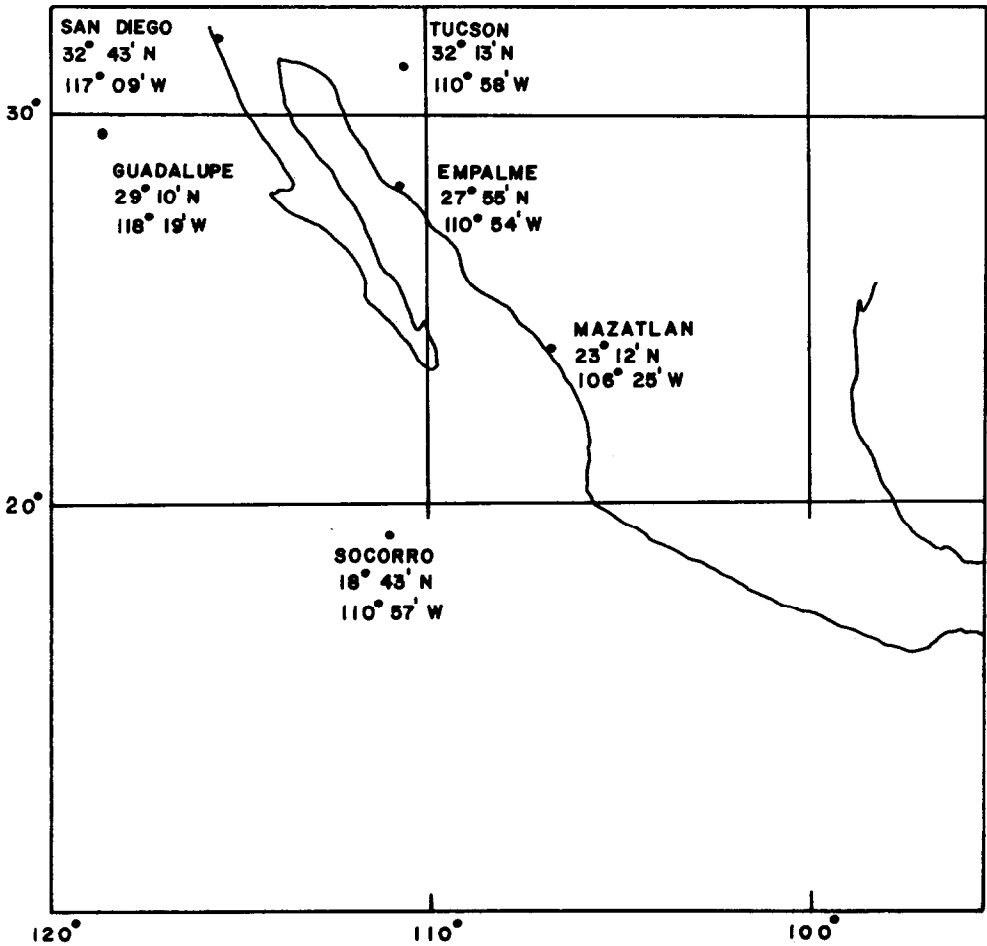 SAN DIEGO
32° 43' N
117° 09' W
TUCSON
32° 13' N
110° 58' W
30°
GUADALUPE
29° 10' N
118° 19' W
EMPALME
27° 55' N
110° 54' W
MAZATLAN
23° 12' N
106° 25' W
20°
SOCORRO
18° 43' N
110° 57' W
120°
110°
100°